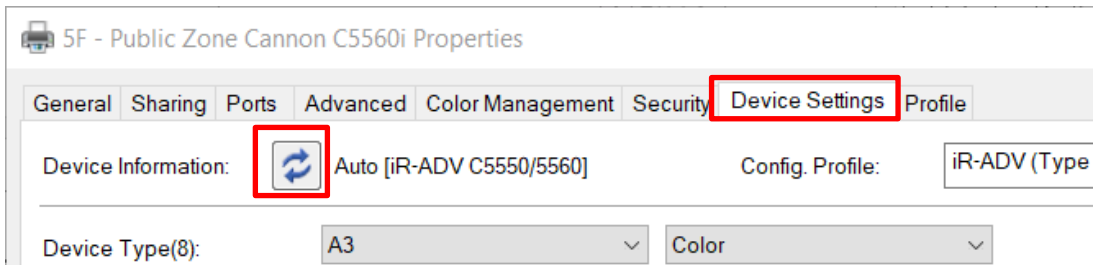 5F - Public Zone Cannon C5560i Properties
General Sharing Ports Advanced Color Management Security Device Settings Profile
Device Information: Auto [iR-ADV C5550/5560] Config. Profile: iR-ADV (Type
Device Type(8): A3 Color